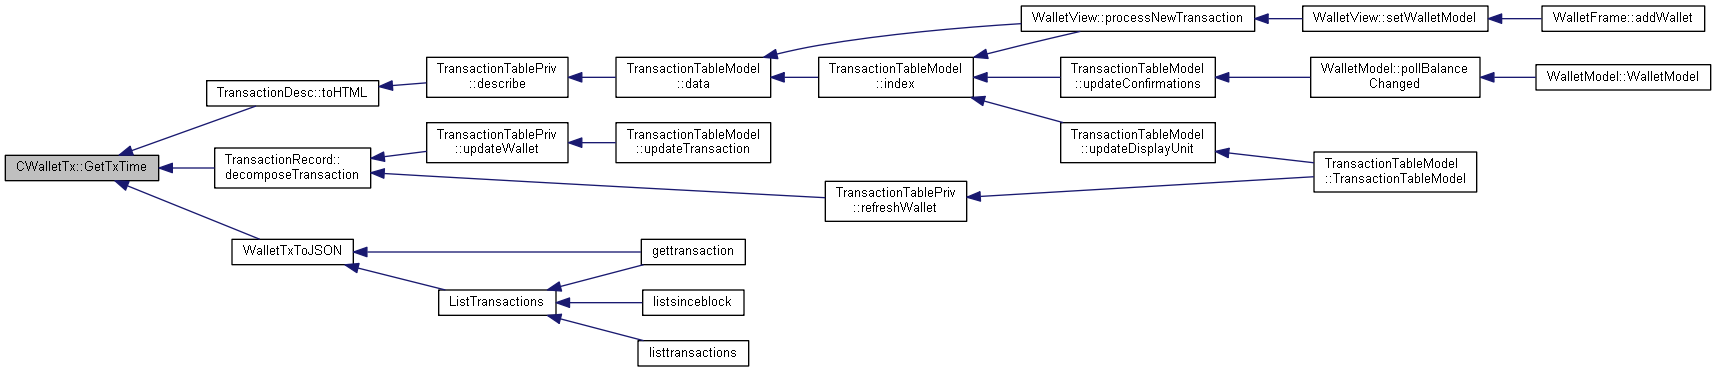 WalletView::processNewTransaction
WalletView::setWalletModel
WalletFrame::addWallet
TransactionTablePriv
::describe
TransactionTableModel
::data
TransactionTableModel
::index
TransactionTableModel
::updateConfirmations
WalletModel::pollBalance
Changed
WalletModel::WalletModel
TransactionDesc::toHTML
TransactionTablePriv
::updateWallet
TransactionTableModel
::updateTransaction
TransactionTableModel
::updateDisplayUnit
CWalletTx::GetTxTime
TransactionRecord::
decomposeTransaction
TransactionTableModel
::TransactionTableModel
TransactionTablePriv
::refreshWallet
WalletTxToJSON
gettransaction
ListTransactions
listsinceblock
listtransactions